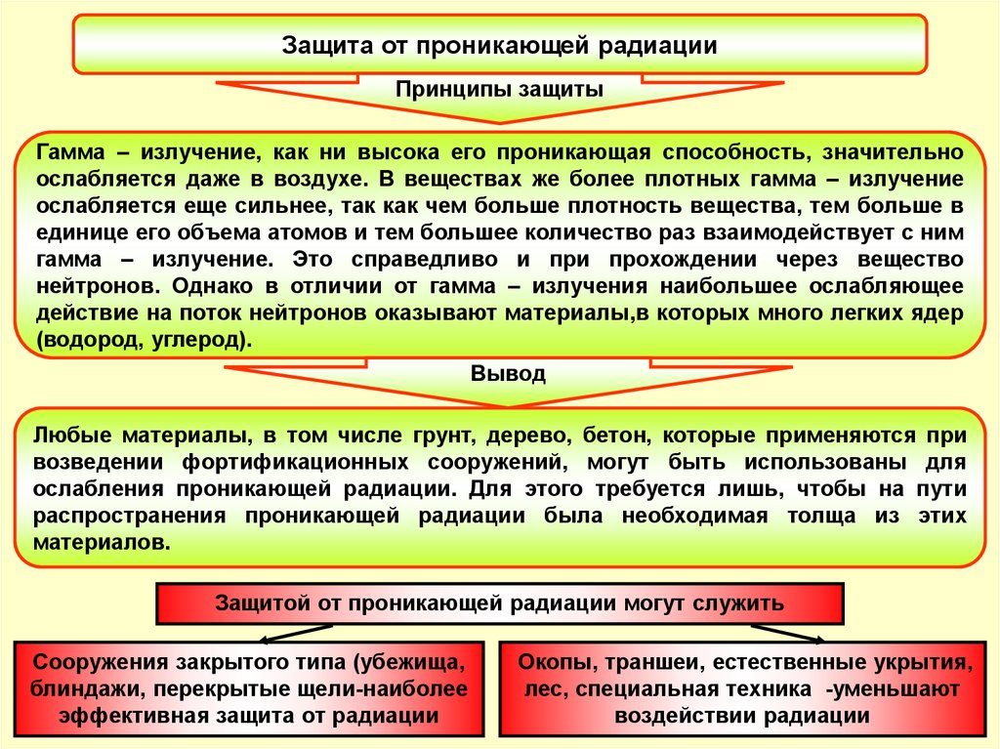 Защита от проникающей радиации
Принципы защиты
Гамма – излучение, как ни высока его проникающая способность, значительно
ослабляется даже в воздухе. В веществах же более плотных гамма – излучение
ослабляется еще сильнее, так как чем больше плотность вещества, тем больше в
единице его объема атомов и тем большее количество раз взаимодействует с ним
гамма – излучение. Это справедливо и при прохождении через вещество
нейтронов. Однако в отличии от гамма – излучения наибольшее ослабляющее
действие на поток нейтронов оказывают материалы,в которых много легких ядер
(водород, углерод).
Вывод
Любые материалы, в том числе грунт, дерево, бетон, которые применяются при
возведении фортификационных сооружений, могут быть использованы для
ослабления проникающей радиации. Для этого требуется лишь, чтобы на пути
распространения проникающей радиации была необходимая толща из этих
материалов.
Защитой от проникающей радиации могут служить
Сооружения закрытого типа (убежища,
блиндажи, перекрытые щели-наиболее
эффективная защита от радиации
Окопы, траншеи, естественные укрытия,
лес, специальная техника -уменьшают
воздействии радиации